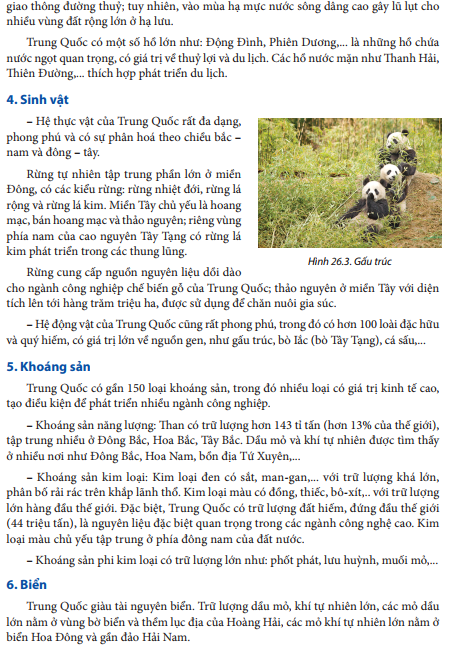 giao thông đường thuỷ; tuy nhiên, vào mùa hạ mực nước sông dâng cao gây lũ lụt cho
nhiều vùng đất rộng lớn ở hạ lưu.
Trung Quốc có một số hồ lớn như: Động Đình, Phiên Dương,... là những hồ chứa
nước ngọt quan trọng, có giá trị về thuỷ lợi và du lịch. Các hồ nước mặn như Thanh Hải,
Thiên Đường,... thích hợp phát triển du lịch.
4. Sinh vật
– Hệ thực vật của Trung Quốc rất đa dạng,
phong phú và có sự phân hoá theo chiều bắc –
nam và đông – tây.
Rừng tự nhiên tập trung phần lớn ở miền
Đông, có các kiểu rừng: rừng nhiệt đới, rừng lá
rộng và rừng lá kim. Miền Tây chủ yếu là hoang
mạc, bán hoang mạc và thảo nguyên; riêng vùng
phía nam của cao nguyên Tây Tạng có rừng lá
kim phát triển trong các thung lũng.
Hình 26.3. Gấu trúc
Rừng cung cấp nguồn nguyên liệu dồi dào
cho ngành công nghiệp chế biến gỗ của Trung Quốc; thảo nguyên ở miền Tây với diện
tích lên tới hàng trăm triệu ha, được sử dụng để chăn nuôi gia súc.
– Hệ động vật của Trung Quốc cũng rất phong phú, trong đó có hơn 100 loài đặc hữu
và quý hiếm, có giá trị lớn về nguồn gen, như gấu trúc, bò Iắc (bò Tây Tạng), cá sấu,...
5. Khoáng sản
Trung Quốc có gần 150 loại khoáng sản, trong đó nhiều loại có giá trị kinh tế cao,
tạo điều kiện để phát triển nhiều ngành công nghiệp.
– Khoáng sản năng lượng: Than có trữ lượng hơn 143 tỉ tấn (hơn 13% của thế giới),
tập trung nhiều ở Đông Bắc, Hoa Bắc, Tây Bắc. Dầu mỏ và khí tự nhiên được tìm thấy
ở nhiều nơi như Đông Bắc, Hoa Nam, bồn địa Tứ Xuyên,...
– Khoáng sản kim loại: Kim loại đen có sắt, man-gan,... với trữ lượng khá lớn,
phân bố rải rác trên khắp lãnh thổ. Kim loại màu có đồng, thiếc, bô-xít,.. với trữ lượng
lớn hàng đầu thế giới. Đặc biệt, Trung Quốc có trữ lượng đất hiếm, đứng đầu thế giới
(44 triệu tấn), là nguyên liệu đặc biệt quan trọng trong các ngành công nghệ cao. Kim
loại màu chủ yếu tập trung ở phía đông nam của đất nước.
– Khoáng sản phi kim loại có trữ lượng lớn như: phốt phát, lưu huỳnh, muối mỏ,...
6. Biển
Trung Quốc giàu tài nguyên biển. Trữ lượng dầu mỏ, khí tự nhiên lớn, các mỏ dầu
lớn nằm ở vùng bờ biển và thềm lục địa của Hoàng Hải, các mỏ khí tự nhiên lớn nằm ở
biển Hoa Đông và gần đảo Hải Nam.